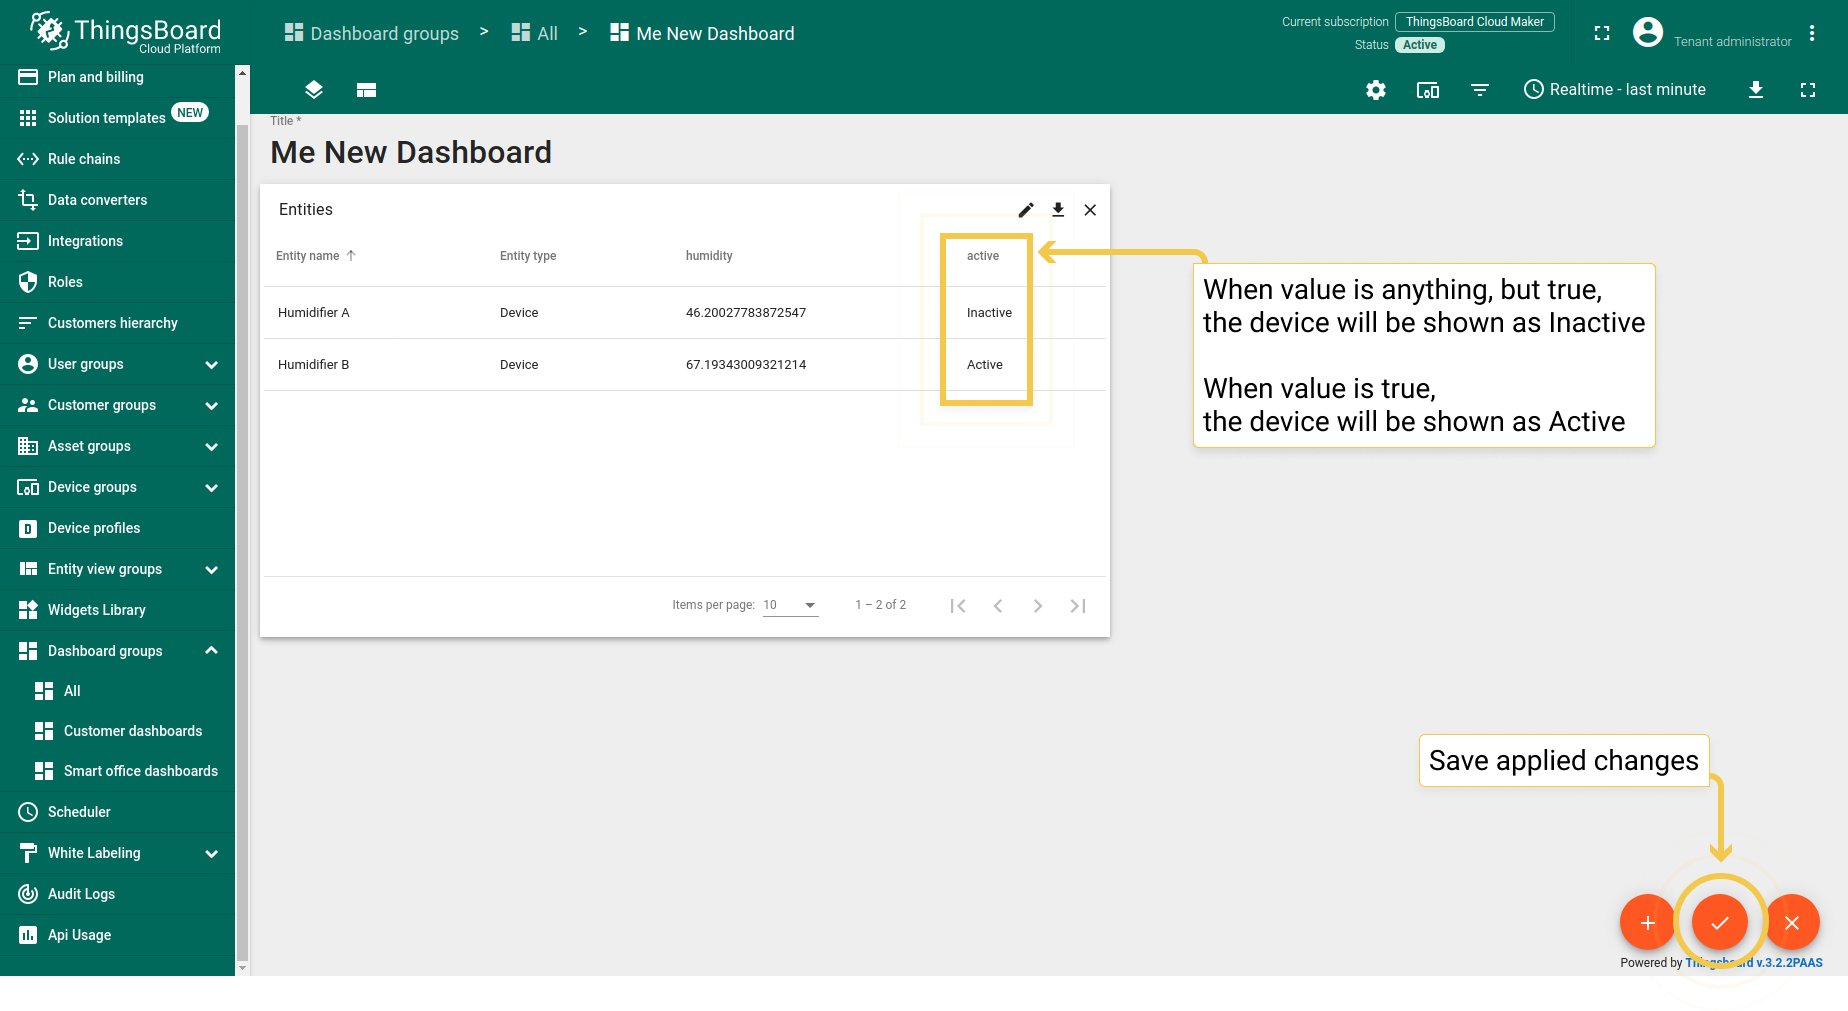 ThingsBoard
Cloud Platform
Dashboard groups > All > Me New Dashboard
Current subscription ThingsBoard Cloud Maker
Status Active
Tenant administrator
Realtime - last minute
Plan and billing
Solution templates NEW
Rule chains
Data converters
Integrations
Roles
Customers hierarchy
User groups
Customer groups
Asset groups
Device groups
Device profiles
Entity view groups
Widgets Library
Dashboard groups
All
Customer dashboards
Smart office dashboards
Scheduler
White Labeling
Audit Logs
Api Usage
Title *
Me New Dashboard
Entities
Entity name Entity type humidity active
Humidifier A Device 46.20027783872547 Inactive
Humidifier B Device 67.19343009321214 Active
Items per page: 10 1 – 2 of 2
When value is anything, but true,
the device will be shown as Inactive
When value is true,
the device will be shown as Active
Save applied changes
Powered by Thingsboard v.3.2.2PAAS